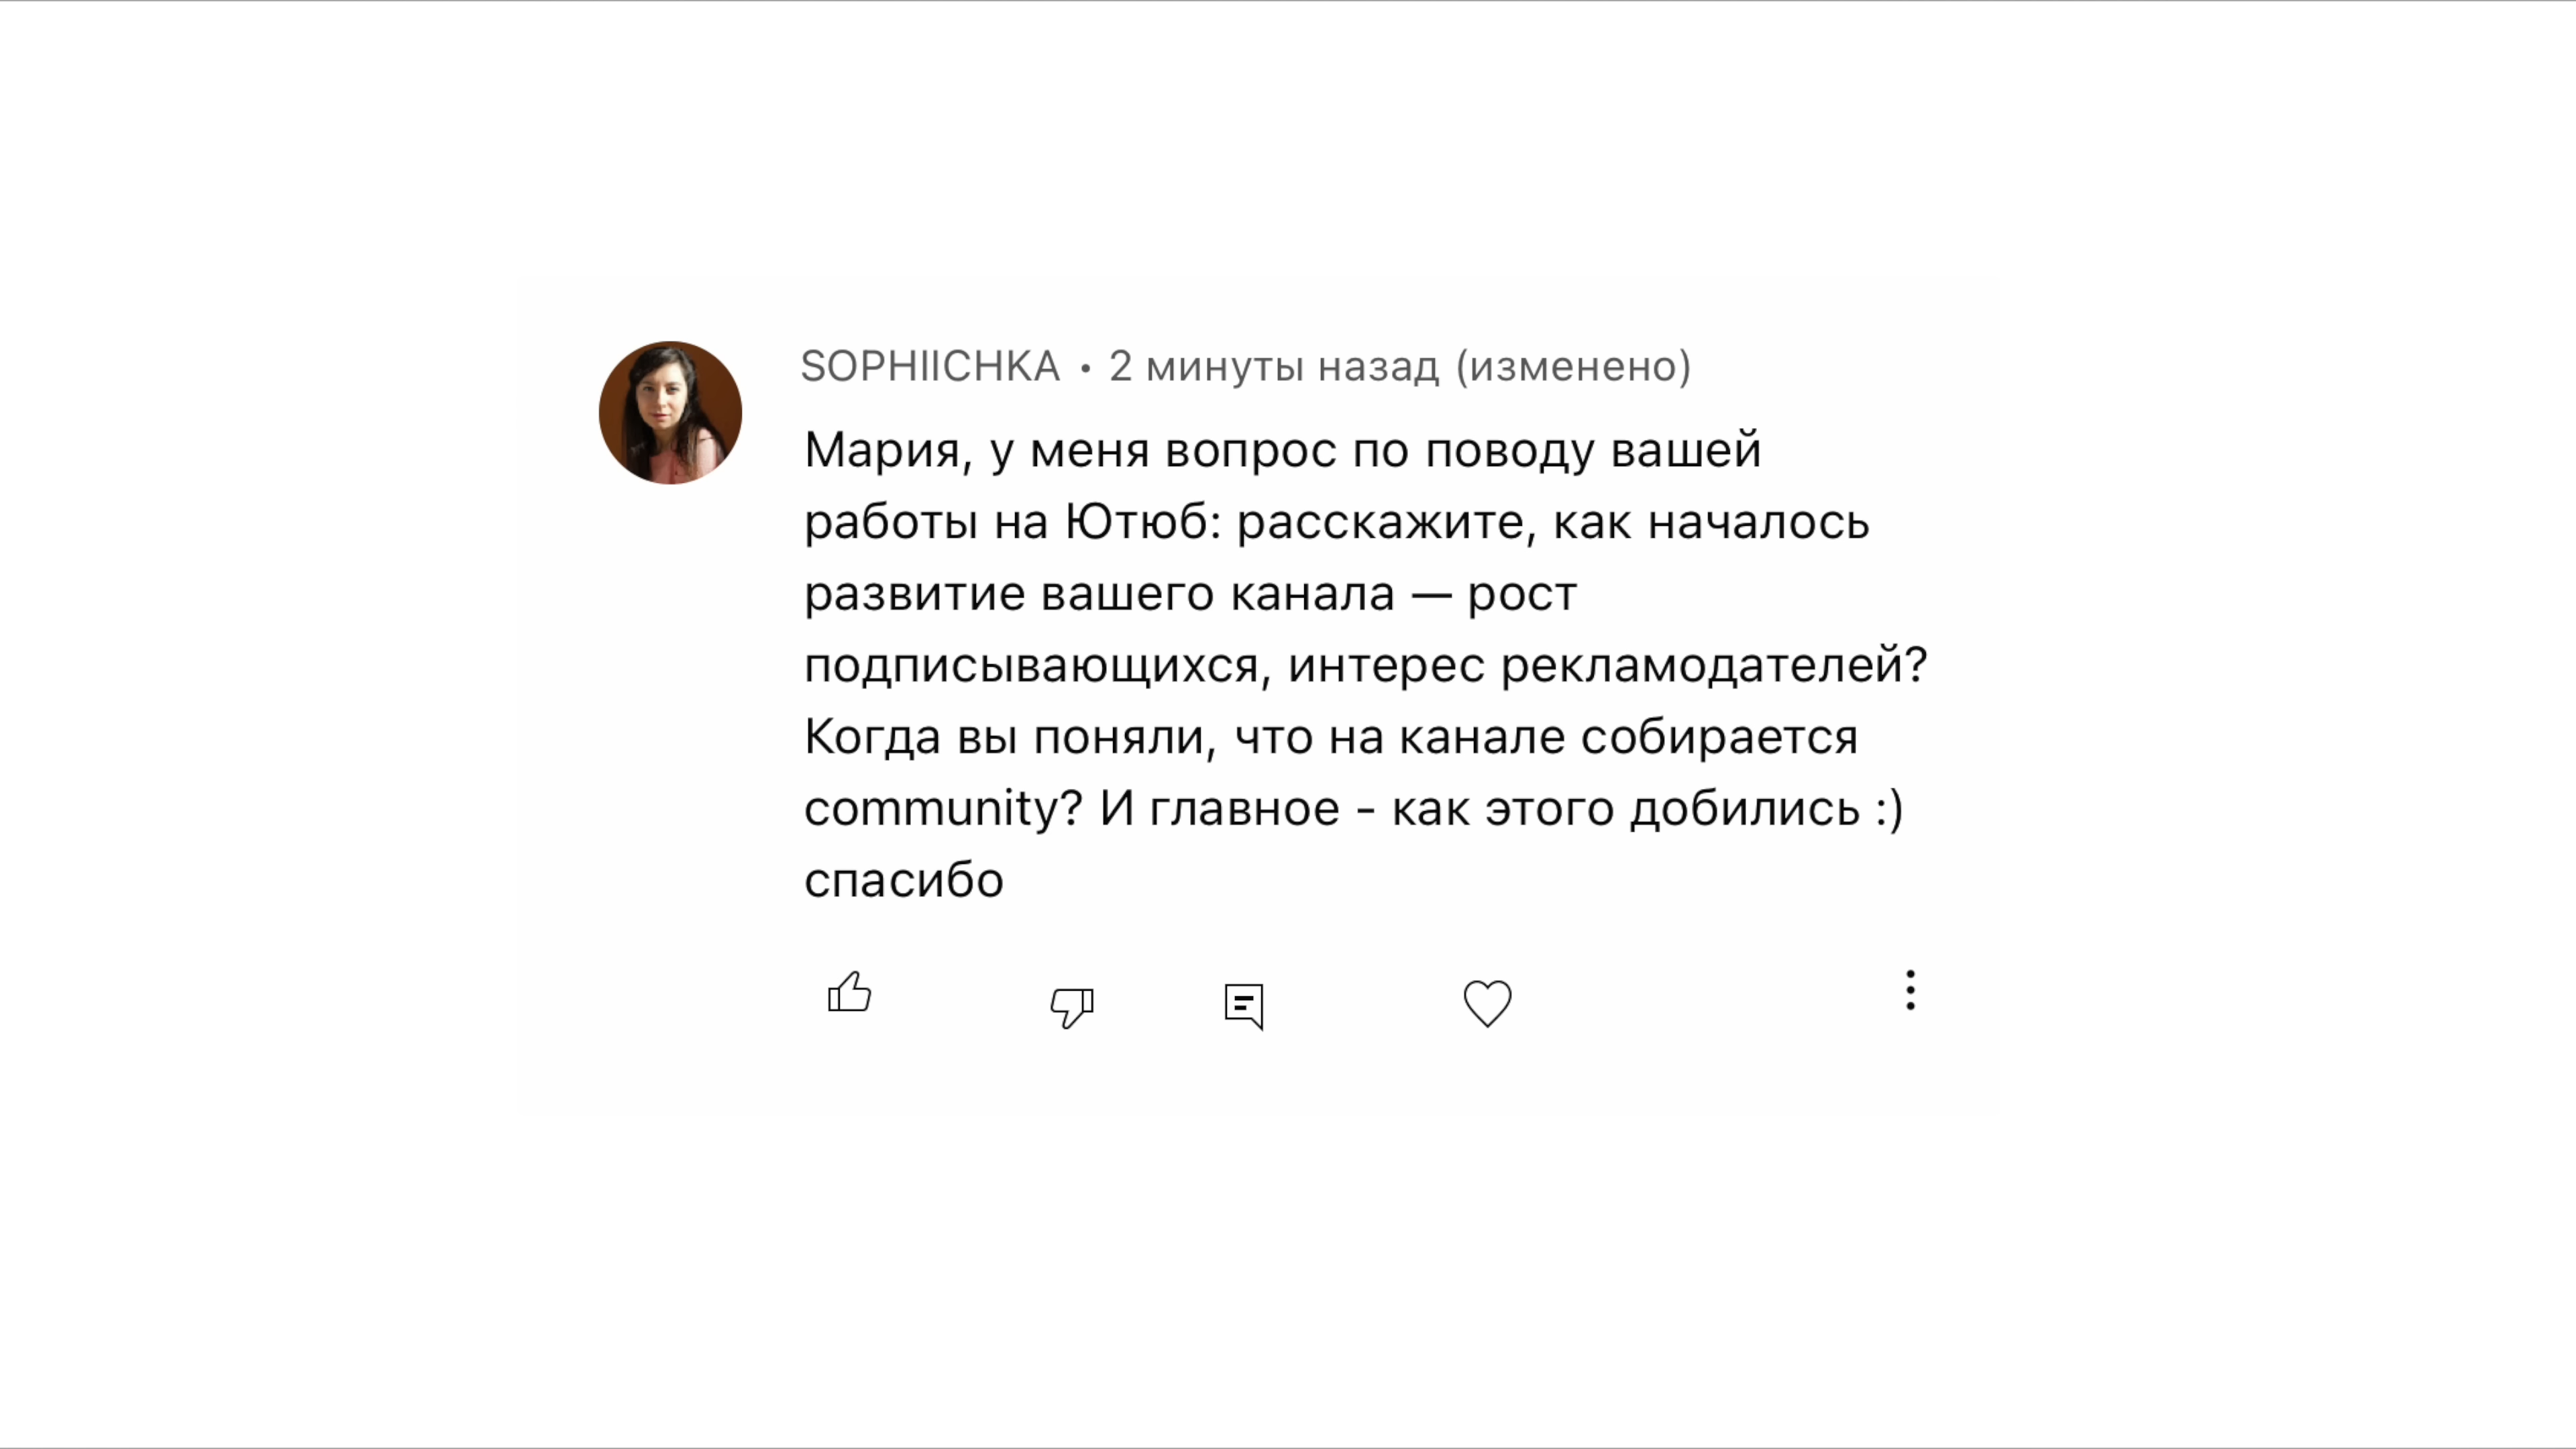 SOPHIICHKA • 2 минуты назад (изменено)
Мария, у меня вопрос по поводу вашей
работы на Ютюб: расскажите, как началось
развитие вашего канала — рост
подписывающихся, интерес рекламодателей?
Когда вы поняли, что на канале собирается
community? И главное - как этого добились :)
спасибо